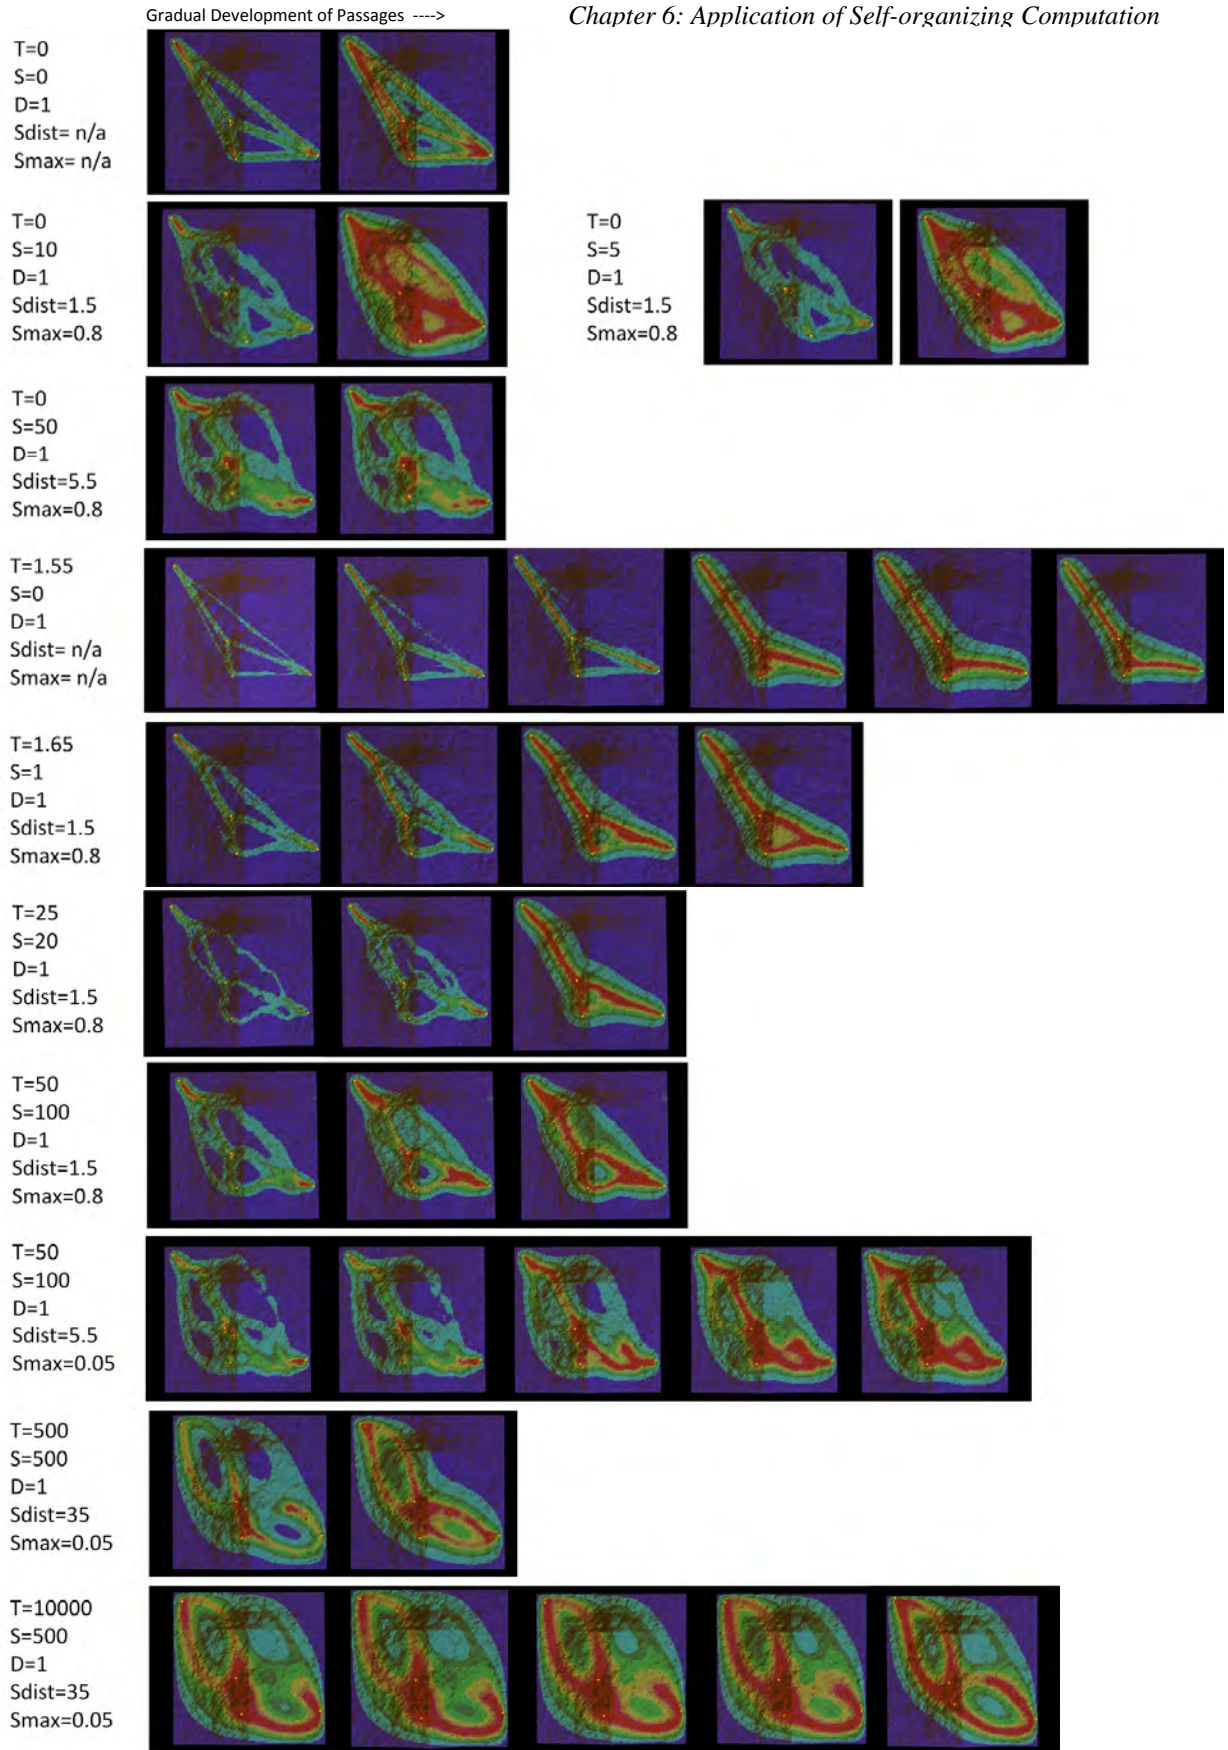 Gradual Development of Passages ---->
Chapter 6: Application of Self-organizing Computation
T=0
S=0
D=1
Sdist= n/a
Smax= n/a
T=0
S=10
D=1
Sdist=1.5
Smax=0.8
T=0
S=5
D=1
Sdist=1.5
Smax=0.8
T=0
S=50
D=1
Sdist=5.5
Smax=0.8
T=1.55
S=0
D=1
Sdist= n/a
Smax= n/a
T=1.65
S=1
D=1
Sdist=1.5
Smax=0.8
T=25
S=20
D=1
Sdist=1.5
Smax=0.8
T=50
S=100
D=1
Sdist=1.5
Smax=0.8
T=50
S=100
D=1
Sdist=5.5
Smax=0.05
T=500
S=500
D=1
Sdist=35
Smax=0.05
T=10000
S=500
D=1
Sdist=35
Smax=0.05